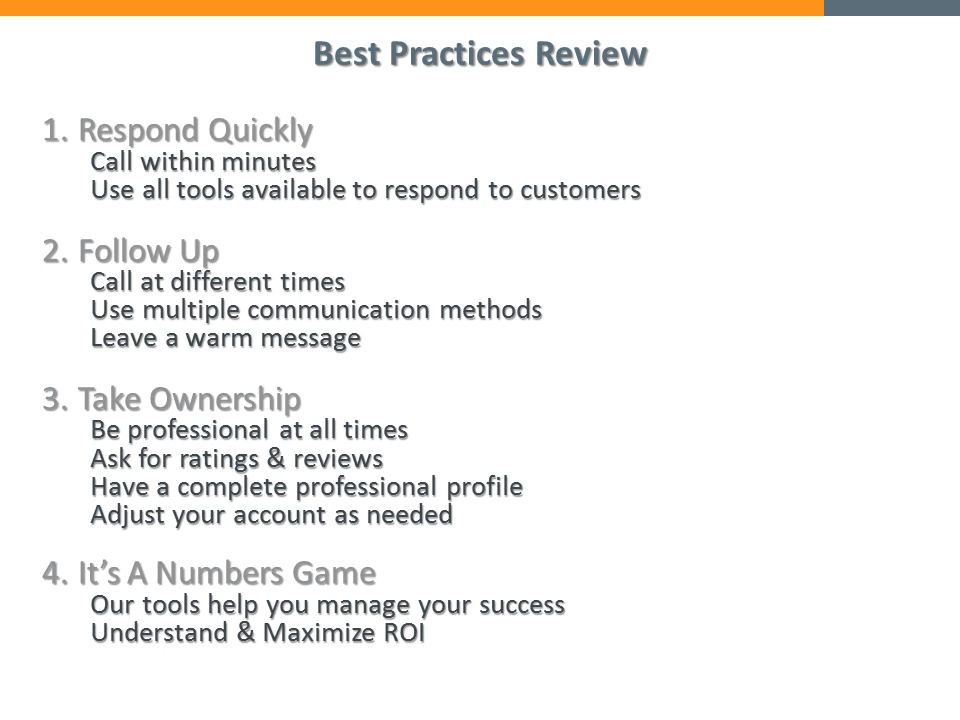 Best Practices Review
1. Respond Quickly
Call within minutes
Use all tools available to respond to customers
2. Follow Up
Call at different times
Use multiple communication methods
Leave a warm message
3. Take Ownership
Be professional at all times
Ask for ratings & reviews
Have a complete professional profile
Adjust your account as needed
4. It’s A Numbers Game
Our tools help you manage your success
Understand & Maximize ROI